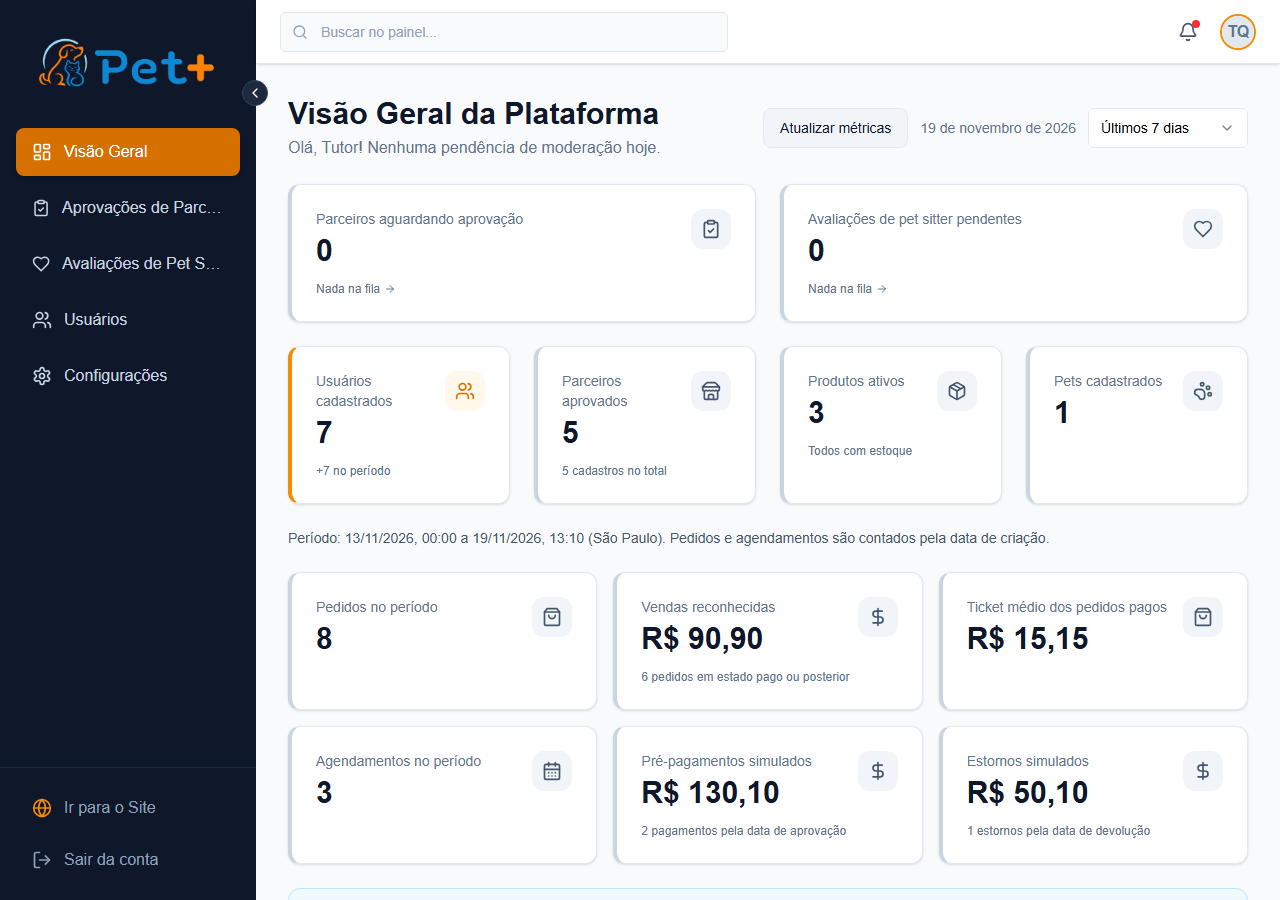 Pet+
Visão Geral
Aprovações de Parc...
Avaliações de Pet S...
Usuários
Configurações
Ir para o Site
Sair da conta
Buscar no painel...
TQ
Visão Geral da Plataforma
Olá, Tutor! Nenhuma pendência de moderação hoje.
Atualizar métricas
19 de novembro de 2026
Últimos 7 dias
Parceiros aguardando aprovação
0
Nada na fila →
Avaliações de pet sitter pendentes
0
Nada na fila →
Usuários
cadastrados
7
+7 no período
Parceiros
aprovados
5
5 cadastros no total
Produtos ativos
3
Todos com estoque
Pets cadastrados
1
Período: 13/11/2026, 00:00 a 19/11/2026, 13:10 (São Paulo). Pedidos e agendamentos são contados pela data de criação.
Pedidos no período
8
Vendas reconhecidas
R$ 90,90
6 pedidos em estado pago ou posterior
Ticket médio dos pedidos pagos
R$ 15,15
Agendamentos no período
3
Pré-pagamentos simulados
R$ 130,10
2 pagamentos pela data de aprovação
Estornos simulados
R$ 50,10
1 estornos pela data de devolução